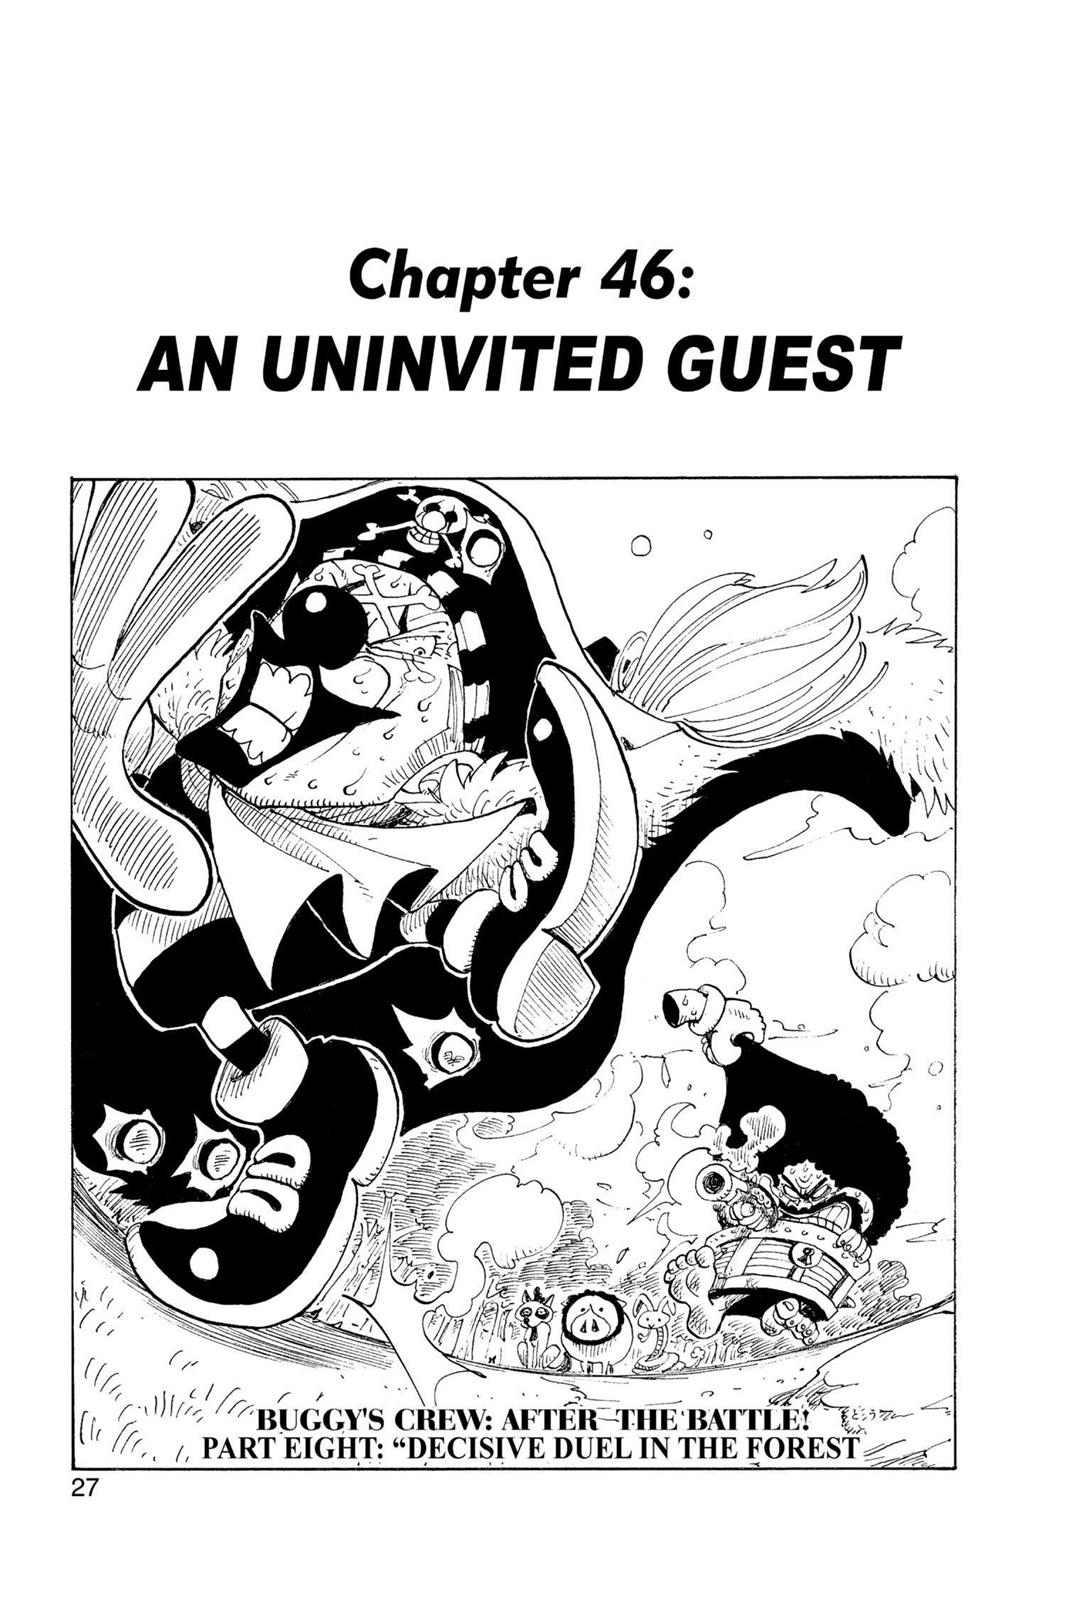 Chapter 46:
AN UNINVITED GUEST
BUGGY'S CREW: AFTER THE BATTLE!
PART EIGHT: “DECISIVE DUEL IN THE FOREST
27